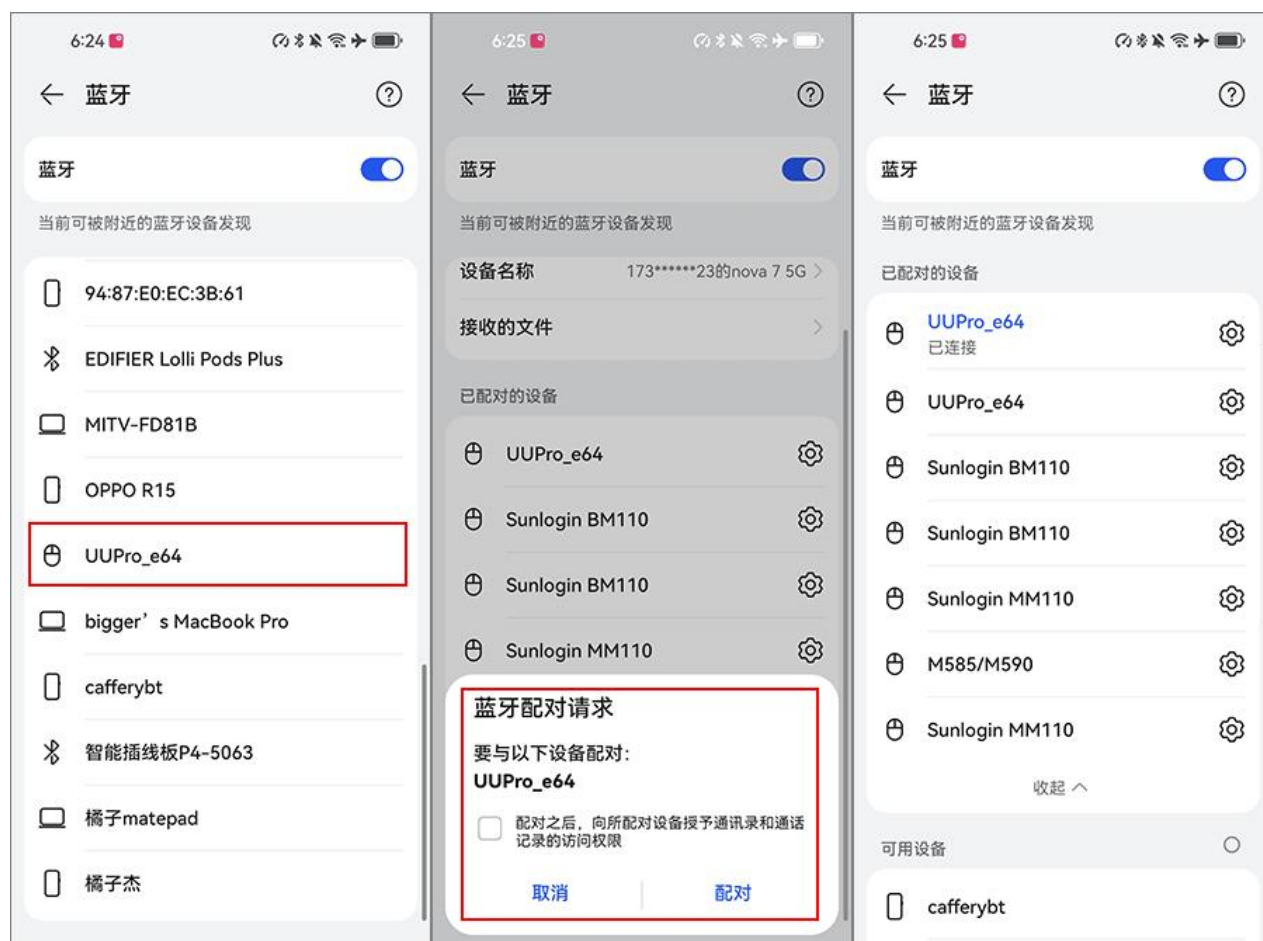 6:24
蓝牙
蓝牙
当前可被附近的蓝牙设备发现
94:87:E0:EC:3B:61
EDIFIER Lolli Pods Plus
MITV-FD81B
OPPO R15
UUPro_e64
bigger’s MacBook Pro
cafferybt
智能插线板P4-5063
橘子matepad
橘子杰
6:25
蓝牙
蓝牙
当前可被附近的蓝牙设备发现
设备名称 173******23的nova 7 5G
接收的文件
已配对的设备
UUPro_e64
Sunlogin BM110
Sunlogin BM110
Sunlogin MM110
蓝牙配对请求
要与以下设备配对:
UUPro_e64
配对之后，向所配对设备授予通讯录和通话
记录的访问权限
取消 配对
6:25
蓝牙
蓝牙
当前可被附近的蓝牙设备发现
已配对的设备
UUPro_e64
已连接
UUPro_e64
Sunlogin BM110
Sunlogin BM110
Sunlogin MM110
M585/M590
Sunlogin MM110
收起
可用设备
cafferybt